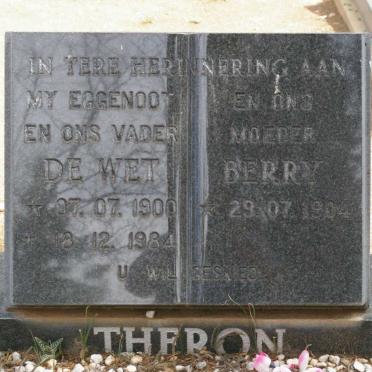 IN TERE HERINNERING AAN
MY EGGENOOT EN ONS
EN ONS VADER MOEDER
DE WET BERRY
07.07.1900 29.07.1904
18.12.1984
U WIL GESKIED
THERON